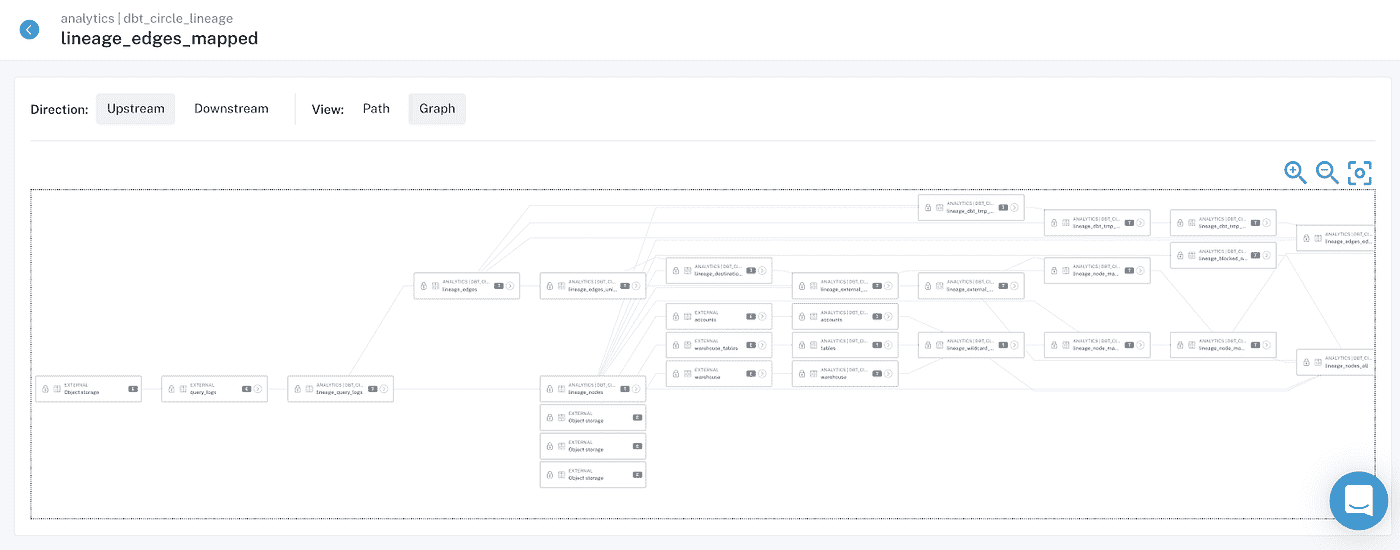 analytics | dbt_circle_lineage
lineage_edges_mapped
Direction:
Upstream
Downstream
View:
Path
Graph
ANALYTICS | DBT_CI...
lineage_dbt_tmp_...
ANALYTICS | DBT_CI...
lineage_dbt_tmp_...
ANALYTICS | DBT_CI...
lineage_dbt_tmp_...
ANALYTICS | DBT_CI...
lineage_edges_ed...
ANALYTICS | DBT_CI...
lineage_blocked_n...
ANALYTICS | DBT_CI...
lineage_edges
ANALYTICS | DBT_CI...
lineage_edges_uni...
ANALYTICS | DBT_CI...
lineage_destinatio...
ANALYTICS | DBT_CI...
lineage_external_...
ANALYTICS | DBT_CI...
lineage_external_...
ANALYTICS | DBT_CI...
lineage_node_ma...
EXTERNAL
accounts
ANALYTICS | DBT_CI...
accounts
EXTERNAL
warehouse_tables
ANALYTICS | DBT_CI...
tables
ANALYTICS | DBT_CI...
lineage_wildcard_...
ANALYTICS | DBT_CI...
lineage_node_ma...
ANALYTICS | DBT_CI...
lineage_node_ma...
ANALYTICS | DBT_CI...
lineage_nodes_all
EXTERNAL
warehouse
ANALYTICS | DBT_CI...
warehouse
EXTERNAL
Object storage
EXTERNAL
query_logs
ANALYTICS | DBT_CI...
lineage_query_logs
ANALYTICS | DBT_CI...
lineage_nodes
EXTERNAL
Object storage
EXTERNAL
Object storage
EXTERNAL
Object storage